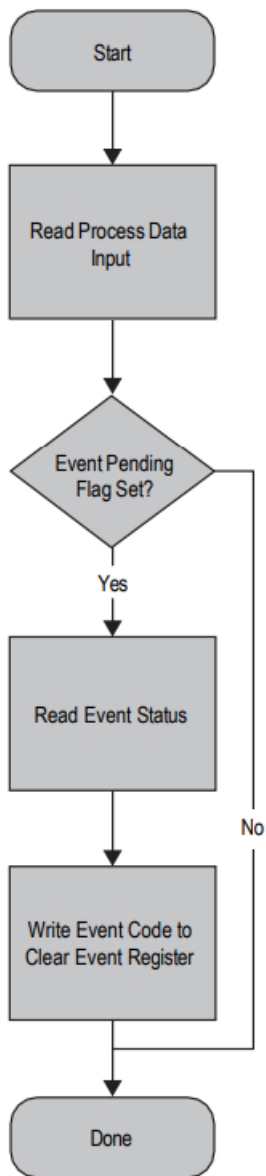 Start
Read Process Data
Input
Event Pending
Flag Set?
Yes
Read Event Status
No
Write Event Code to
Clear Event Register
Done